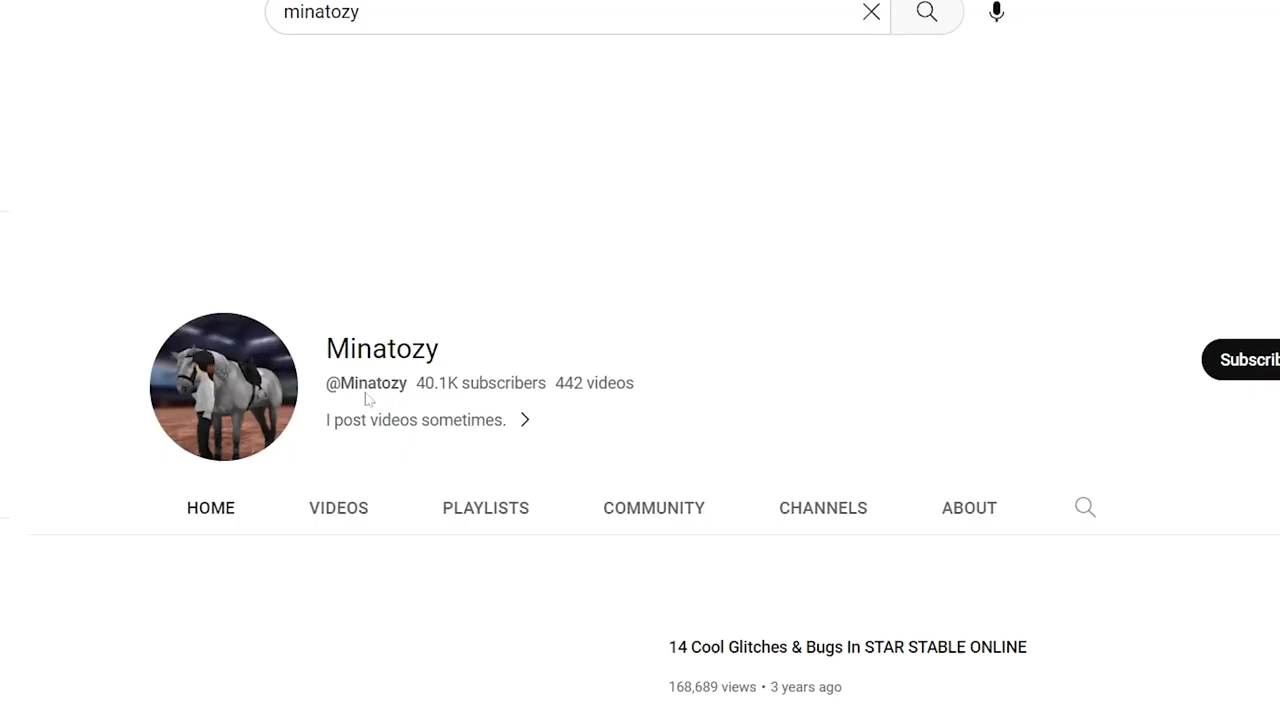 minatozy
Minatozy
@Minatozy 40.1K subscribers 442 videos
Subscrib
I post videos sometimes.
HOME VIDEOS PLAYLISTS COMMUNITY CHANNELS ABOUT
14 Cool Glitches & Bugs In STAR STABLE ONLINE
168,689 views • 3 years ago